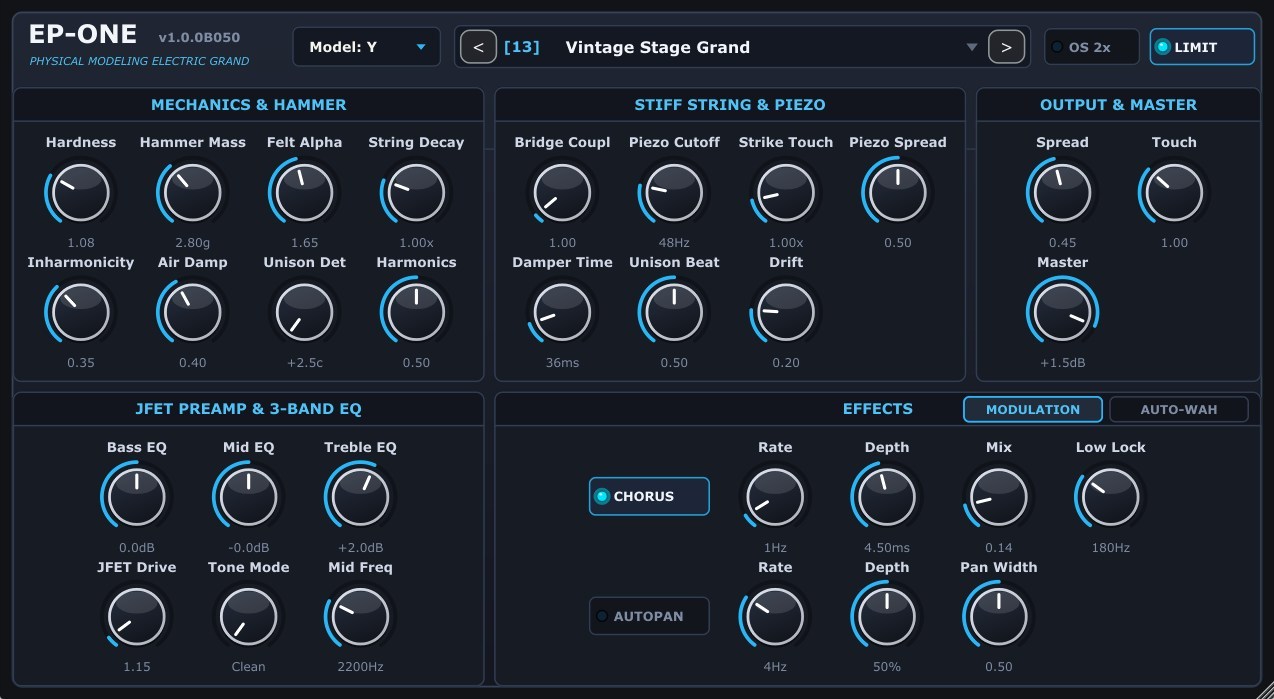 EP-ONE v1.0.0B050
PHYSICAL MODELING ELECTRIC GRAND
Model: Y
< [13] Vintage Stage Grand >
OS 2x
LIMIT
MECHANICS & HAMMER
Hardness Hammer Mass Felt Alpha String Decay
1.08 2.80g 1.65 1.00x
Inharmonicity Air Damp Unison Det Harmonics
0.35 0.40 +2.5c 0.50
STIFF STRING & PIEZO
Bridge Coupl Piezo Cutoff Strike Touch Piezo Spread
1.00 48Hz 1.00x 0.50
Damper Time Unison Beat Drift
36ms 0.50 0.20
OUTPUT & MASTER
Spread Touch
0.45 1.00
Master
+1.5dB
JFET PREAMP & 3-BAND EQ
Bass EQ Mid EQ Treble EQ
0.0dB -0.0dB +2.0dB
JFET Drive Tone Mode Mid Freq
1.15 Clean 2200Hz
EFFECTS MODULATION AUTO-WAH
Rate Depth Mix Low Lock
CHORUS
1Hz 4.50ms 0.14 180Hz
Rate Depth Pan Width
AUTOPAN
4Hz 50% 0.50